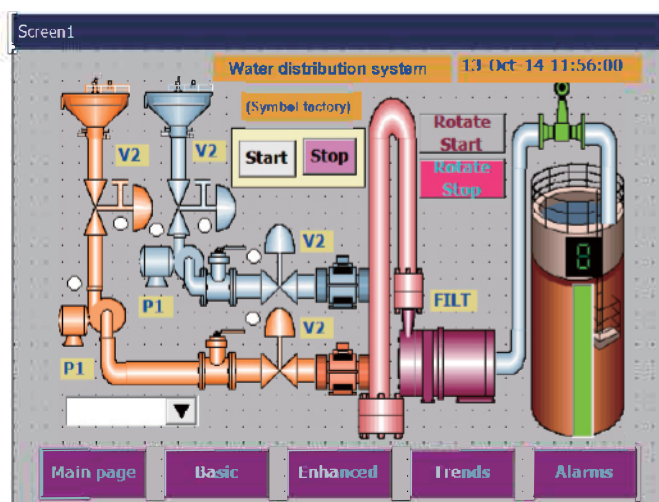 Screen1
Water distribution system
13-Oct-14 11:56:00
(Symbol factory)
Rotate
Start
Start
Stop
Rotate
Stop
V2
V2
V2
P1
FILT
V2
P1
Main page
Basic
Enhanced
Trends
Alarms